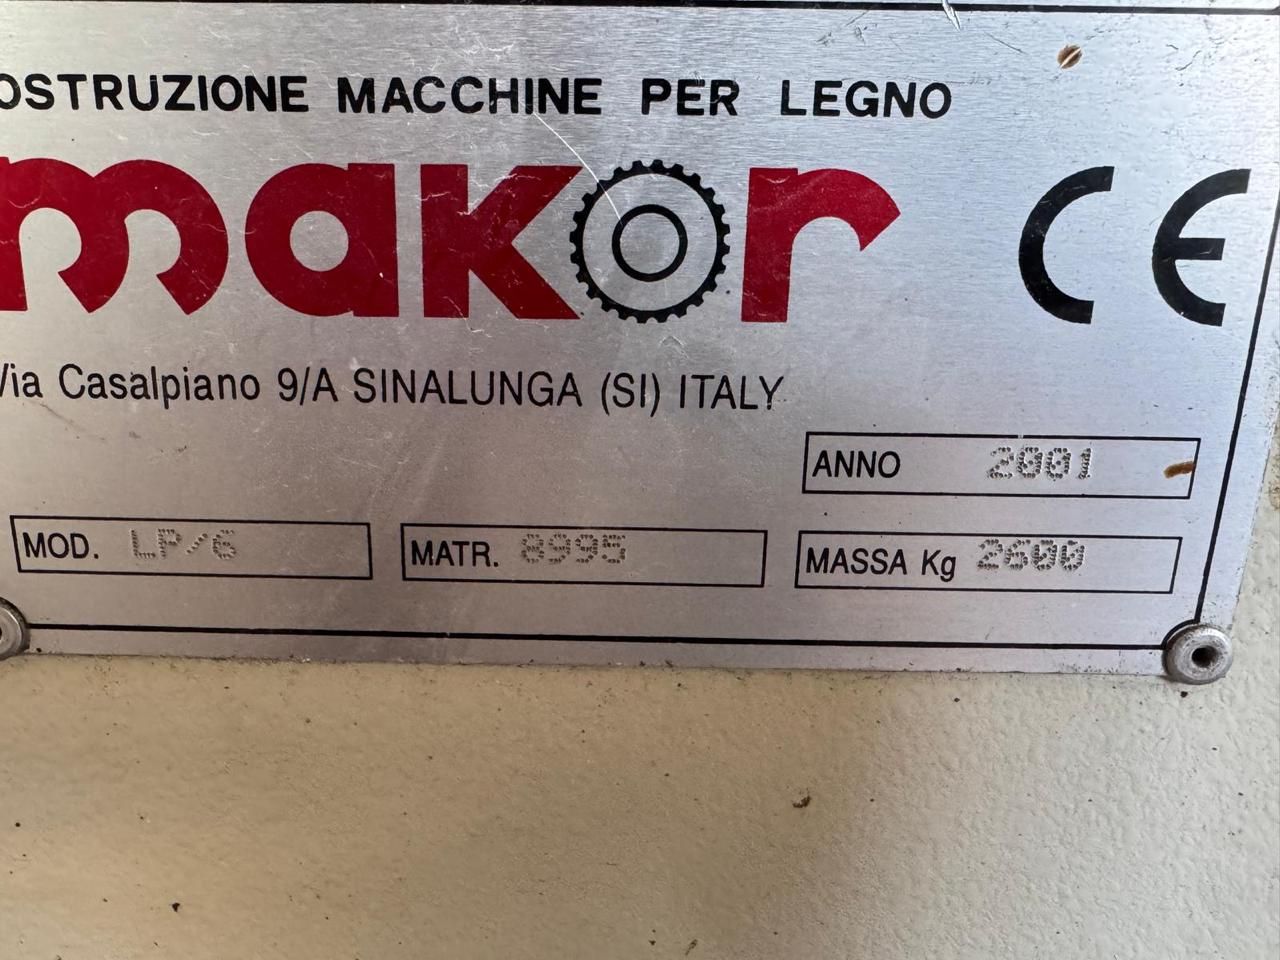 OSTRUZIONE MACCHINE PER LEGNO
makor CE
Via Casalpiano 9/A SINALUNGA (SI) ITALY
ANNO 2001
MOD. LP/6 MATR. 8995 MASSA Kg 2600